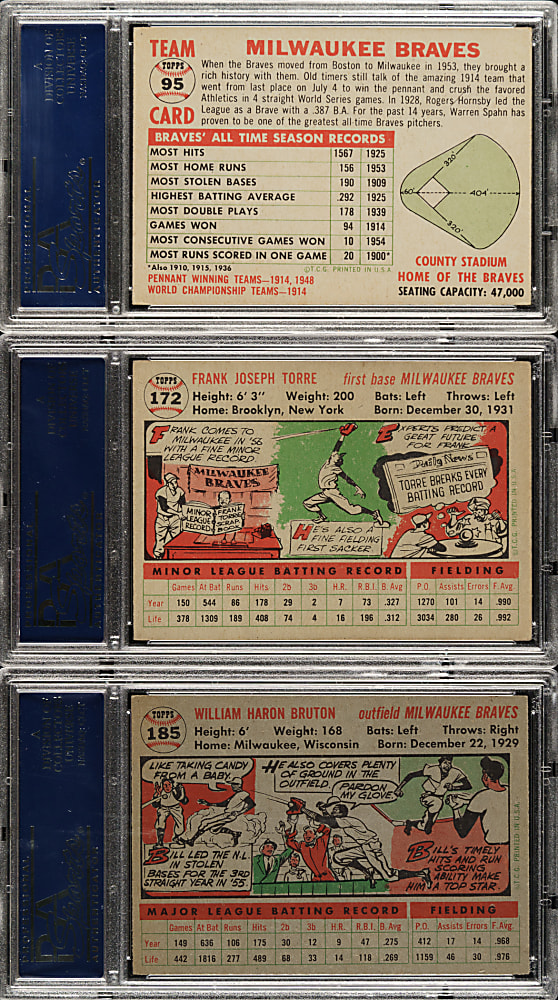 TEAM
TOPPS
95
CARD
MILWAUKEE BRAVES
When the Braves moved from Boston to Milwaukee in 1953, they brought a
rich history with them. Old timers still talk of the amazing 1914 team that
went from last place on July 4 to win the pennant and crush the favored
Athletics in 4 straight World Series games. In 1928, Rogers Hornsby led the
League as a Brave with a .387 B.A. For the past 14 years, Warren Spahn has
proven to be one of the greatest all-time Braves pitchers.
BRAVES' ALL TIME SEASON RECORDS
MOST HITS 1567 1925
MOST HOME RUNS 156 1953
MOST STOLEN BASES 190 1909
HIGHEST BATTING AVERAGE .292 1925
MOST DOUBLE PLAYS 178 1939
GAMES WON 94 1914
MOST CONSECUTIVE GAMES WON 10 1954
MOST RUNS SCORED IN ONE GAME 20 1900*
*Also 1910, 1915, 1936
©T.C.G. PRINTED IN U.S.A.
PENNANT WINNING TEAMS—1914, 1948
WORLD CHAMPIONSHIP TEAMS—1914
320'
60'
404'
320'
COUNTY STADIUM
HOME OF THE BRAVES
SEATING CAPACITY: 47,000
TOPPS
172
FRANK JOSEPH TORRE first base MILWAUKEE BRAVES
Height: 6' 3" Weight: 200 Bats: Left Throws: Left
Home: Brooklyn, New York Born: December 30, 1931
FRANK COMES TO
MILWAUKEE IN '56
WITH A FINE MINOR
LEAGUE RECORD
MILWAUKEE
BRAVES
MINOR
LEAGUE
RECORD
FRANK
TORRE
SCRAP
BOOK
HE'S ALSO A
FINE FIELDING
FIRST SACKER.
EXPERTS PREDICT A
GREAT FUTURE
FOR FRANK
Daily News
TORRE BREAKS EVERY
BATTING RECORD
©T.C.G. PRINTED IN U.S.A.
MINOR LEAGUE BATTING RECORD FIELDING
Games At Bat Runs Hits 2b 3b H.R. R.B.I. B. Avg P.O. Assists Errors F. Avg
Year 150 544 86 178 29 2 7 73 .327 1270 101 14 .990
Life 378 1309 189 408 74 4 16 196 .312 3034 280 26 .992
TOPPS
185
WILLIAM HARON BRUTON outfield MILWAUKEE BRAVES
Height: 6' Weight: 168 Bats: Left Throws: Right
Home: Milwaukee, Wisconsin Born: December 22, 1929
LIKE TAKING CANDY
FROM A BABY.
BILL LED THE N.L.
IN STOLEN
BASES FOR THE 3RD
STRAIGHT YEAR IN '55.
HE ALSO COVERS PLENTY
OF GROUND IN THE
OUTFIELD.
PARDON
MY GLOVE
BILL'S TIMELY
HITS AND RUN
SCORING
ABILITY MAKE
HIM A TOP STAR.
©T.C.G. PRINTED IN U.S.A.
MAJOR LEAGUE BATTING RECORD FIELDING
Games At Bat Runs Hits 2b 3b H.R. R.B.I. B. Avg P.O. Assists Errors F. Avg
Year 149 636 106 175 30 12 9 47 .275 412 17 14 .968
Life 442 1816 277 489 68 33 14 118 .269 1159 46 30 .976